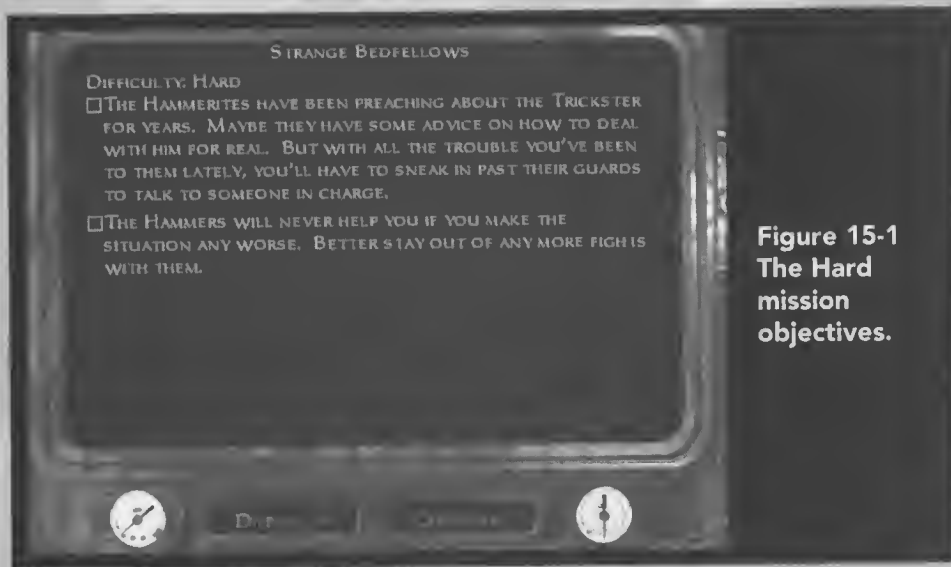 STRANGE BEDFELLOWS
DIFFICULTY: HARD
THE HAMMERITES HAVE BEEN PREACHING ABOUT THE TRICKSTER
FOR YEARS. MAYBE THEY HAVE SOME ADVICE ON HOW TO DEAL
WITH HIM FOR REAL. BUT WITH ALL THE TROUBLE YOU'VE BEEN
TO THEM LATELY, YOU'LL HAVE TO SNEAK IN PAST THEIR GUARDS
TO TALK TO SOMEONE IN CHARGE.
THE HAMMERS WILL NEVER HELP YOU IF YOU MAKE THE
SITUATION ANY WORSE. BETTER STAY OUT OF ANY MORE FIGHTS
WITH THEM.
Figure 15-1
The Hard
mission
objectives.